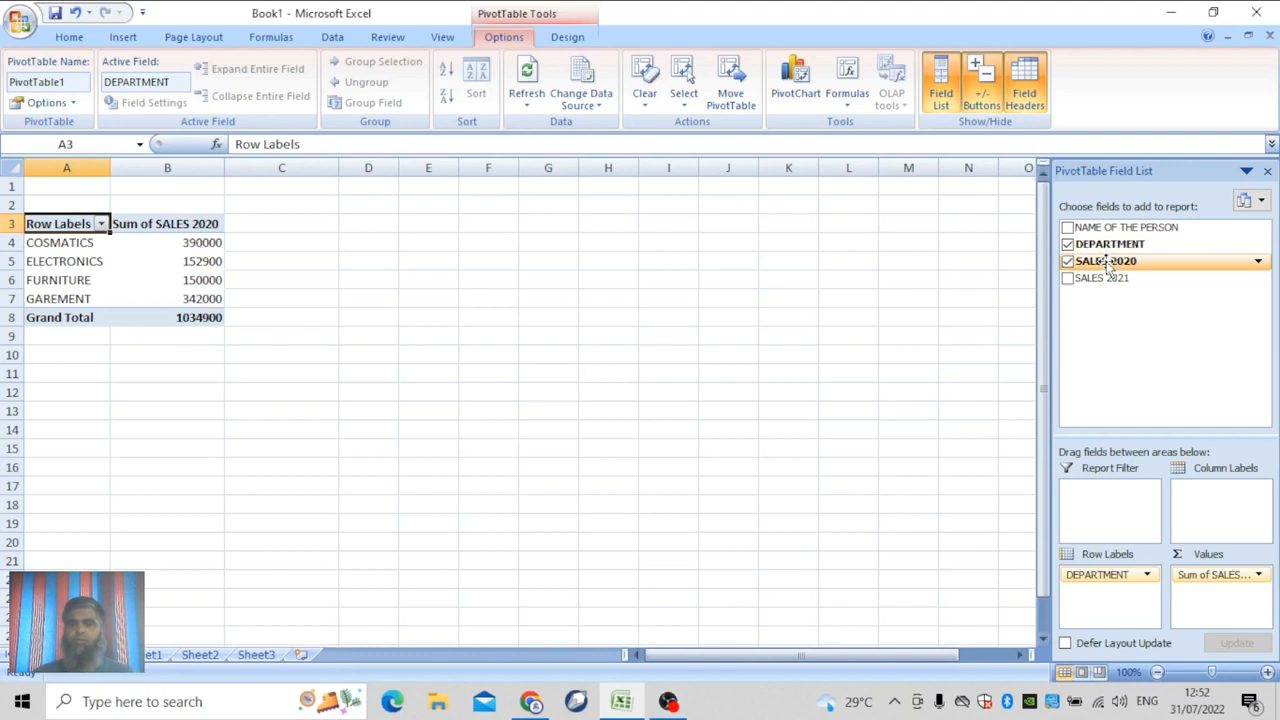 Book1 - Microsoft Excel
PivotTable Tools
Home Insert Page Layout Formulas Data Review View Options Design
PivotTable Name:
PivotTable1
Options
PivotTable
Active Field:
DEPARTMENT
Field Settings
Expand Entire Field
Collapse Entire Field
Active Field
Group Selection
Ungroup
Group Field
Group
Sort
Sort
Refresh
Change Data
Source
Data
Clear
Select
Move
PivotTable
Actions
PivotChart
Formulas
OLAP
tools
Tools
Field
List
+/-
Buttons
Field
Headers
Show/Hide
A3
fx
Row Labels
A B C D E F G H I J K L M N O
1
2
3 Row Labels Sum of SALES 2020
4 COSMATICS 390000
5 ELECTRONICS 152900
6 FURNITURE 150000
7 GAREMENT 342000
8 Grand Total 1034900
9
10
11
12
13
14
15
16
17
18
19
20
21
PivotTable Field List
Choose fields to add to report:
NAME OF THE PERSON
DEPARTMENT
SALES 2020
SALES 2021
Drag fields between areas below:
Report Filter
Column Labels
Row Labels
Σ Values
DEPARTMENT
Sum of SALES...
Defer Layout Update
Update
Sheet2 Sheet3
100%
Type here to search
29°C
ENG
12:52
31/07/2022
6